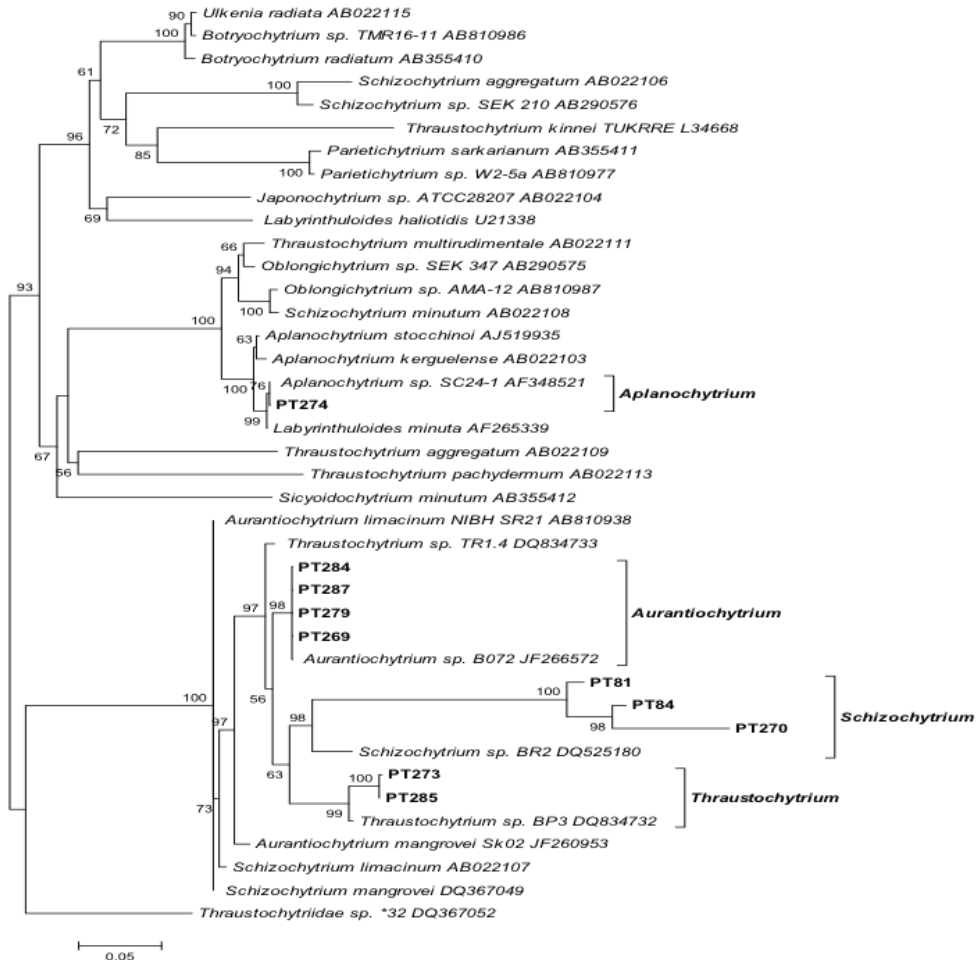 90
Ulkenia radiata AB022115
100
Botryochytrium sp. TMR16-11 AB810986
Botryochytrium radiatum AB355410
61
100
Schizochytrium aggregatum AB022106
Schizochytrium sp. SEK 210 AB290576
72
Thraustochytrium kinnei TUKRRE L34668
96
85
Parietichytrium sarkarianum AB355411
100
Parietichytrium sp. W2-5a AB810977
Japonochytrium sp. ATCC28207 AB022104
69
Labyrinthuloides haliotidis U21338
66
Thraustochytrium multirudimentale AB022111
94
Oblongichytrium sp. SEK 347 AB290575
93
Oblongichytrium sp. AMA-12 AB810987
100
Schizochytrium minutum AB022108
100
63
Aplanochytrium stocchinoi AJ519935
Aplanochytrium kerguelense AB022103
100
76
Aplanochytrium sp. SC24-1 AF348521
Aplanochytrium
PT274
99
Labyrinthuloides minuta AF265339
67
Thraustochytrium aggregatum AB022109
56
Thraustochytrium pachydermum AB022113
Sicyoidochytrium minutum AB355412
Aurantiochytrium limacinum NIBH SR21 AB810938
Thraustochytrium sp. TR1.4 DQ834733
PT284
PT287
97
98
PT279
Aurantiochytrium
PT269
Aurantiochytrium sp. B072 JF266572
100
PT81
56
PT84
100
97
98
98
PT270
Schizochytrium
Schizochytrium sp. BR2 DQ525180
63
100
PT273
PT285
Thraustochytrium
73
99
Thraustochytrium sp. BP3 DQ834732
Aurantiochytrium mangrovei Sk02 JF260953
Schizochytrium limacinum AB022107
Schizochytrium mangrovei DQ367049
Thraustochytriidae sp. *32 DQ367052
0.05